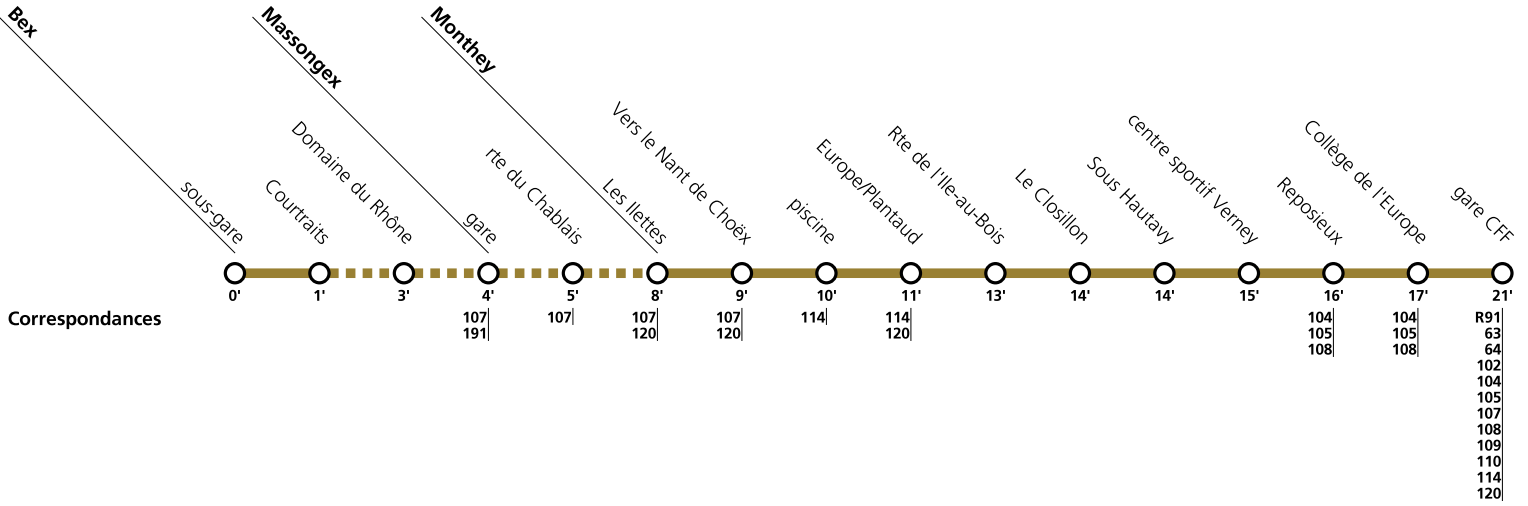 Bex
Massongex
Monthey
sous-gare
Courtraits
Domaine du Rhône
gare
rte du Chablais
Les Ilettes
Vers le Nant de Choëx
piscine
Europe/Plantaud
Rte de l'Ile-au-Bois
Le Closillon
Sous Hautavy
centre sportif Verney
Reposieux
Collège de l'Europe
gare CFF
0' 1' 3' 4' 5' 8' 9' 10' 11' 13' 14' 14' 15' 16' 17' 21'
Correspondances 107 107 107 107 114 114 104 104 R91
191 120 120 120 105 105 63
108 108 64
102
104
105
107
108
109
110
114
120